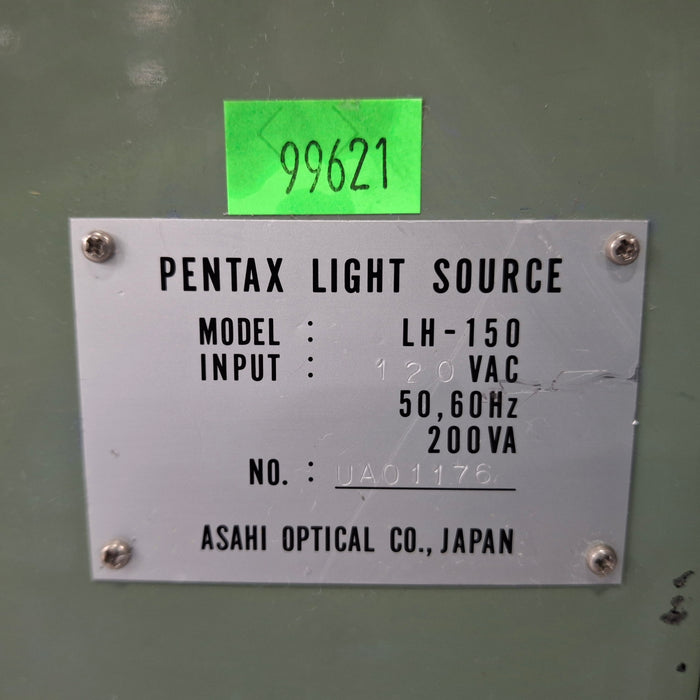 99621
PENTAX LIGHT SOURCE
MODEL : LH-150
INPUT : 120 VAC
50,60Hz
200VA
NO. : UA01176
ASAHI OPTICAL CO., JAPAN